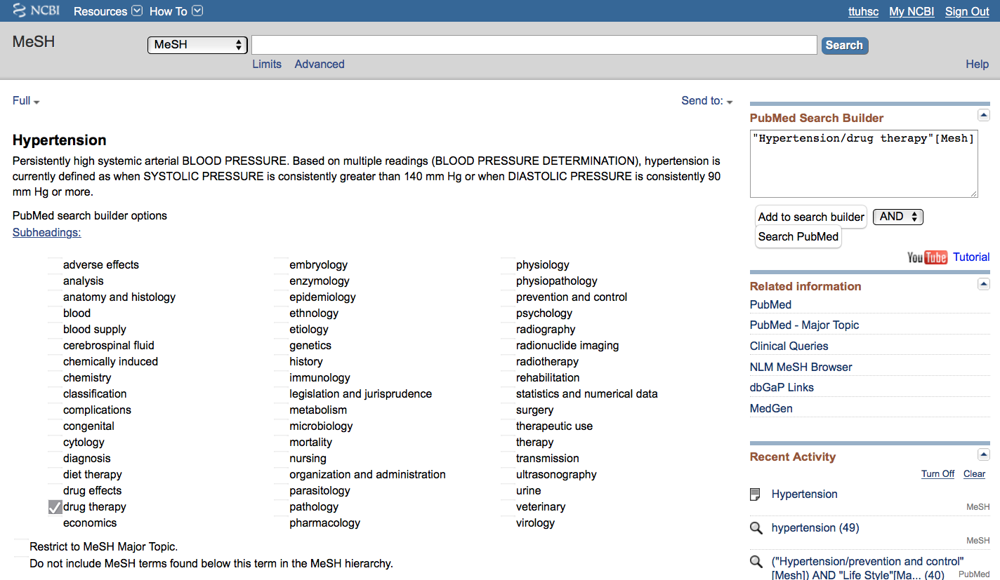 NCBI Resources How To ttuhsc My NCBI Sign Out
MeSH MeSH Search
Limits Advanced Help
Full Send to:
Hypertension
Persistently high systemic arterial BLOOD PRESSURE. Based on multiple readings (BLOOD PRESSURE DETERMINATION), hypertension is
currently defined as when SYSTOLIC PRESSURE is consistently greater than 140 mm Hg or when DIASTOLIC PRESSURE is consistently 90
mm Hg or more.
PubMed search builder options
Subheadings:
adverse effects
analysis
anatomy and histology
blood
blood supply
cerebrospinal fluid
chemically induced
chemistry
classification
complications
congenital
cytology
diagnosis
diet therapy
drug effects
drug therapy
economics
embryology
enzymology
epidemiology
ethnology
etiology
genetics
history
immunology
legislation and jurisprudence
metabolism
microbiology
mortality
nursing
organization and administration
parasitology
pathology
pharmacology
physiology
physiopathology
prevention and control
psychology
radiography
radionuclide imaging
radiotherapy
rehabilitation
statistics and numerical data
surgery
therapeutic use
therapy
transmission
ultrasonography
urine
veterinary
virology
Restrict to MeSH Major Topic.
Do not include MeSH terms found below this term in the MeSH hierarchy.
PubMed Search Builder
"Hypertension/drug therapy"[Mesh]
Add to search builder AND
Search PubMed
YouTube Tutorial
Related information
PubMed
PubMed - Major Topic
Clinical Queries
NLM MeSH Browser
dbGaP Links
MedGen
Recent Activity
Turn Off Clear
Hypertension
MeSH
hypertension (49)
MeSH
("Hypertension/prevention and control"
[Mesh]) AND "Life Style"[Ma... (40) PubMed